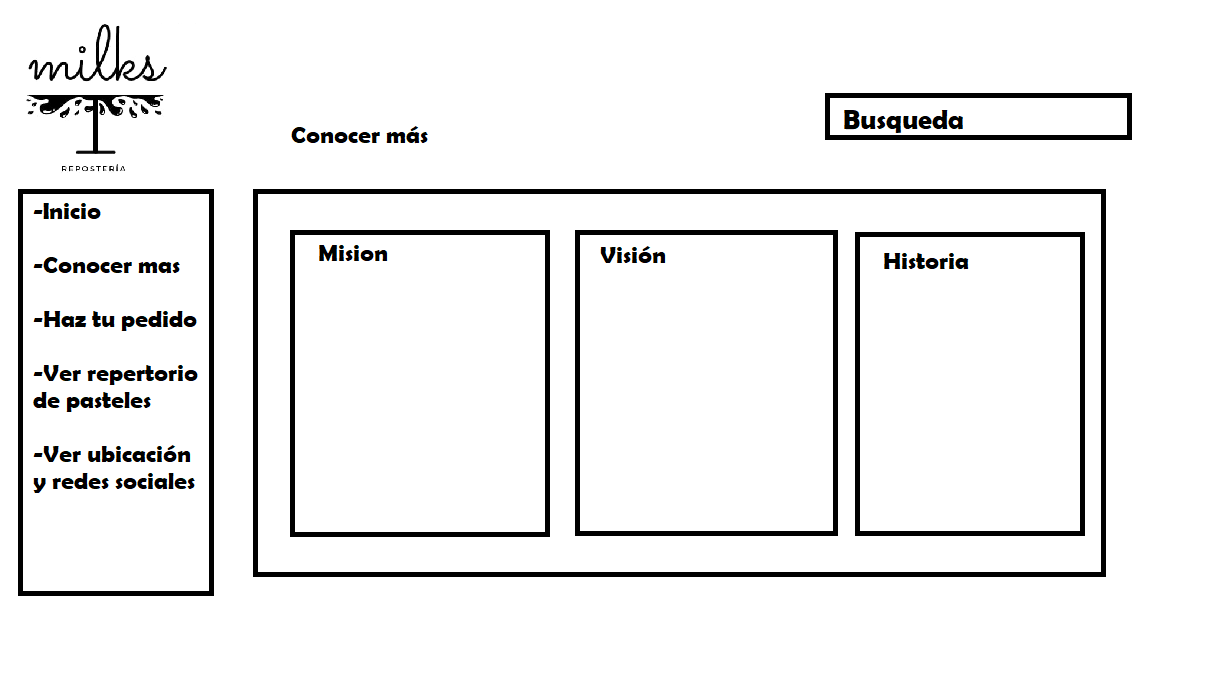 milks
REPOSTERÍA
Conocer más
Busqueda
-Inicio
-Conocer mas
-Haz tu pedido
-Ver repertorio
de pasteles
-Ver ubicación
y redes sociales
Mision
Visión
Historia